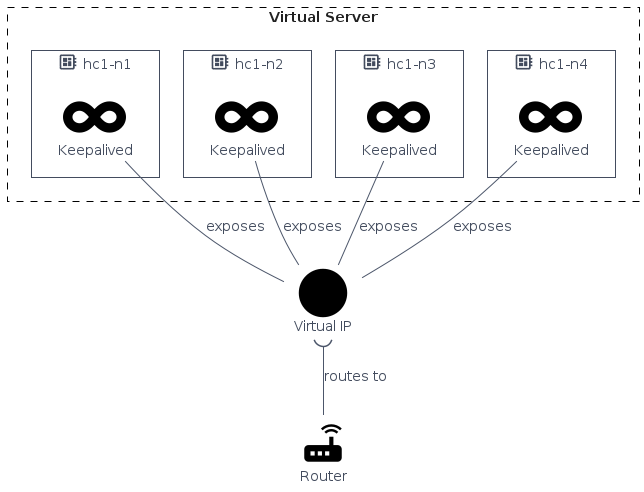 Virtual Server
hc1-n1
hc1-n2
hc1-n3
hc1-n4
Keepalived
Keepalived
Keepalived
Keepalived
exposes
exposes
exposes
exposes
Virtual IP
routes to
Router